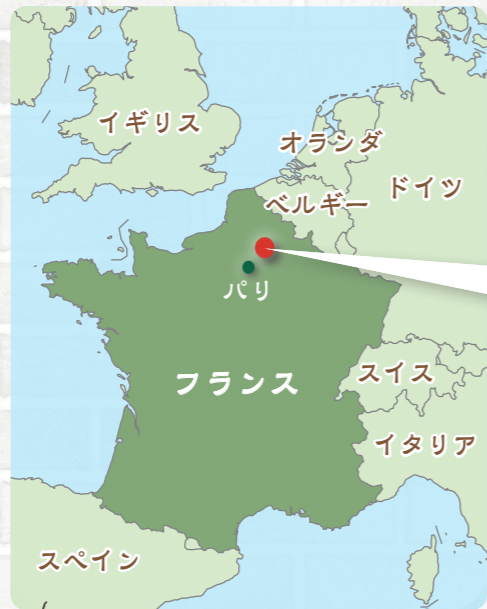 イギリス
オランダ
ベルギー
ドイツ
パリ
フランス
スイス
イタリア
スペイン